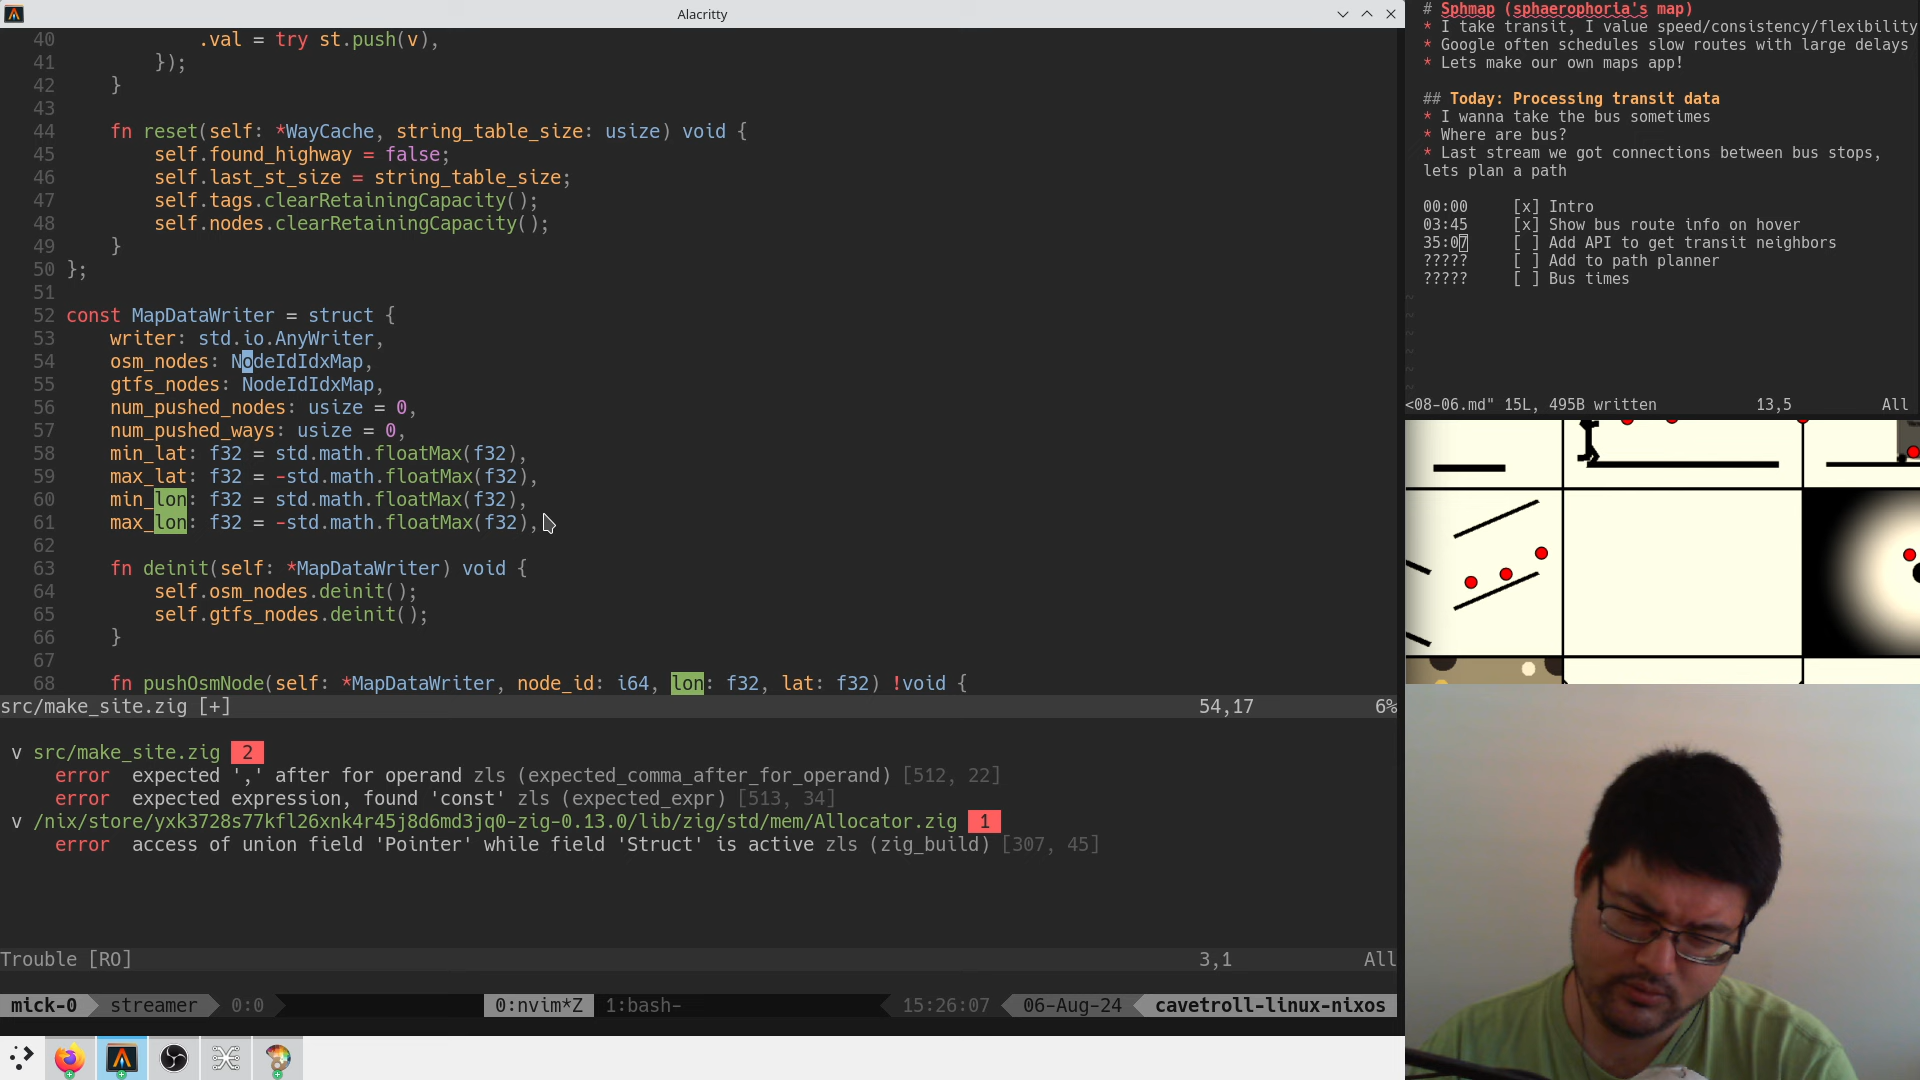 Alacritty
40             .val = try st.push(v),
41         });
42     }
43
44     fn reset(self: *WayCache, string_table_size: usize) void {
45         self.found_highway = false;
46         self.last_st_size = string_table_size;
47         self.tags.clearRetainingCapacity();
48         self.nodes.clearRetainingCapacity();
49     }
50 };
51
52 const MapDataWriter = struct {
53     writer: std.io.AnyWriter,
54     osm_nodes: NodeIdIdxMap,
55     gtfs_nodes: NodeIdIdxMap,
56     num_pushed_nodes: usize = 0,
57     num_pushed_ways: usize = 0,
58     min_lat: f32 = std.math.floatMax(f32),
59     max_lat: f32 = -std.math.floatMax(f32),
60     min_lon: f32 = std.math.floatMax(f32),
61     max_lon: f32 = -std.math.floatMax(f32),
62
63     fn deinit(self: *MapDataWriter) void {
64         self.osm_nodes.deinit();
65         self.gtfs_nodes.deinit();
66     }
67
68     fn pushOsmNode(self: *MapDataWriter, node_id: i64, lon: f32, lat: f32) !void {
src/make_site.zig [+] 54,17 6%
v src/make_site.zig 2
error expected ',' after for operand zls (expected_comma_after_for_operand) [512, 22]
error expected expression, found 'const' zls (expected_expr) [513, 34]
v /nix/store/yxk3728s77kfl26xnk4r45j8d6md3jq0-zig-0.13.0/lib/zig/std/mem/Allocator.zig 1
error access of union field 'Pointer' while field 'Struct' is active zls (zig_build) [307, 45]
Trouble [RO] 3,1 All
mick-0 streamer 0:0 0:nvim*Z 1:bash- 15:26:07 06-Aug-24 cavetroll-linux-nixos
# Sphmap (sphaerophoria's map)
* I take transit, I value speed/consistency/flexibility
* Google often schedules slow routes with large delays
* Lets make our own maps app!
## Today: Processing transit data
* I wanna take the bus sometimes
* Where are bus?
* Last stream we got connections between bus stops,
lets plan a path
00:00 [x] Intro
03:45 [x] Show bus route info on hover
35:07 [ ] Add API to get transit neighbors
????? [ ] Add to path planner
????? [ ] Bus times
~
~
~
~
~
~
<08-06.md" 15L, 495B written 13,5 All